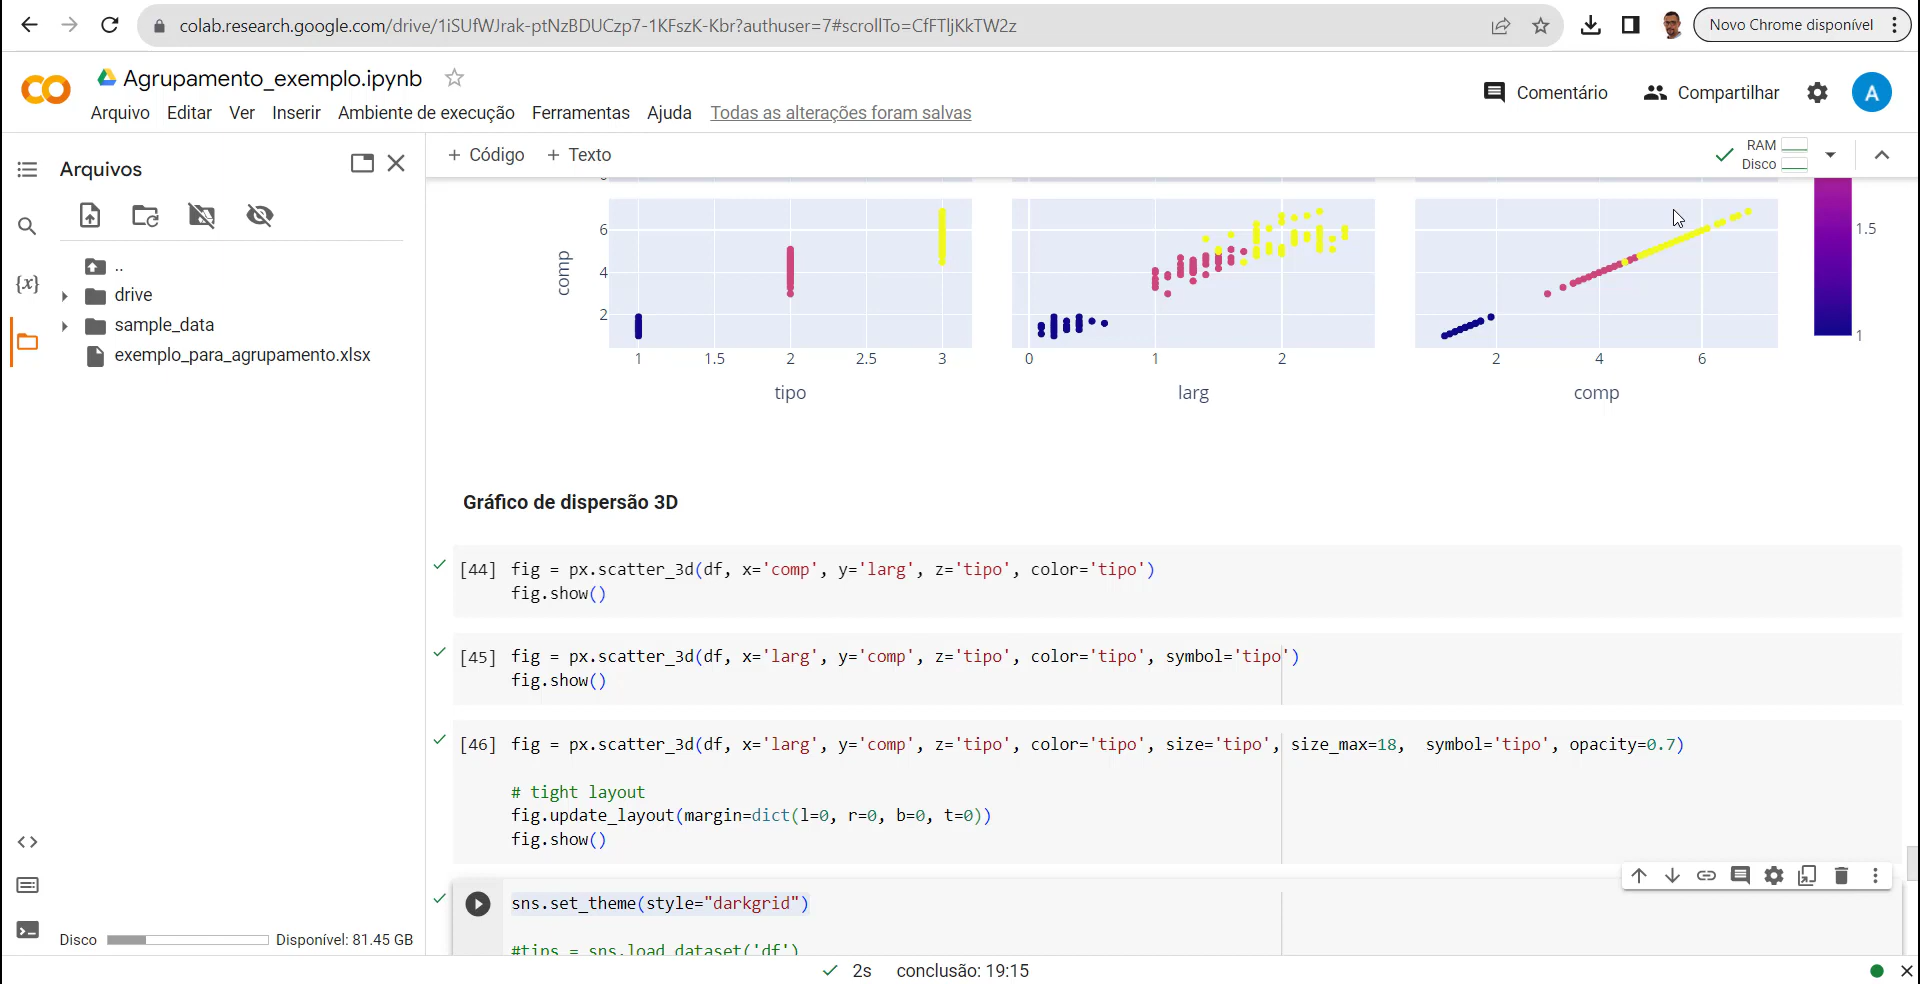 colab.research.google.com/drive/1iSUfWJrak-ptNzBDUCzp7-1KFszK-Kbr?authuser=7#scrollTo=CfFTljKkTW2z
Novo Chrome disponível
Agrupamento_exemplo.ipynb
Arquivo Editar Ver Inserir Ambiente de execução Ferramentas Ajuda Todas as alterações foram salvas
Comentário
Compartilhar
A
Arquivos
+ Código + Texto
RAM
Disco
..
drive
sample_data
exemplo_para_agrupamento.xlsx
{x}
comp
6
4
2
1 1.5 2 2.5 3
tipo
0 1 2
larg
2 4 6
comp
1.5
1
Gráfico de dispersão 3D
[44] fig = px.scatter_3d(df, x='comp', y='larg', z='tipo', color='tipo')
fig.show()
[45] fig = px.scatter_3d(df, x='larg', y='comp', z='tipo', color='tipo', symbol='tipo')
fig.show()
[46] fig = px.scatter_3d(df, x='larg', y='comp', z='tipo', color='tipo', size='tipo', size_max=18, symbol='tipo', opacity=0.7)
# tight layout
fig.update_layout(margin=dict(l=0, r=0, b=0, t=0))
fig.show()
sns.set_theme(style="darkgrid")
#tips = sns.load_dataset('df')
Disco
Disponível: 81.45 GB
2s conclusão: 19:15